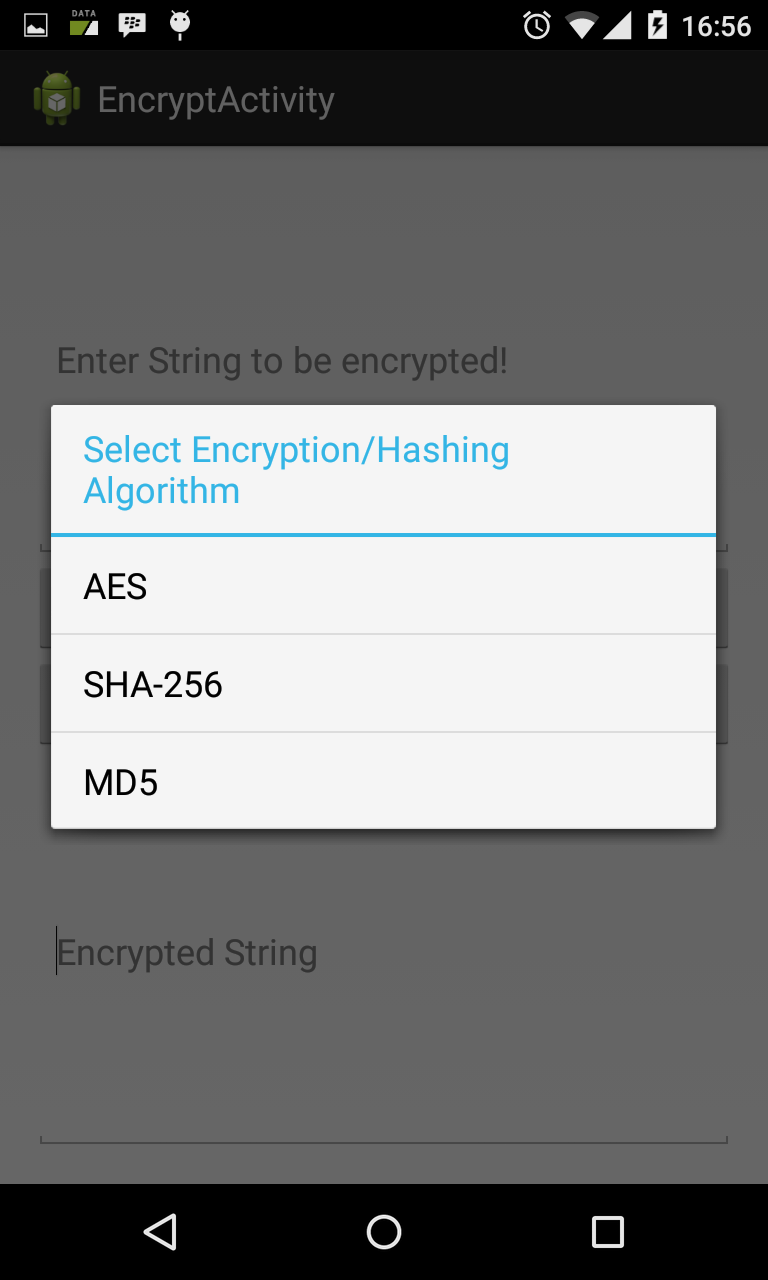 DATA
16:56
EncryptActivity
Enter String to be encrypted!
Select Encryption/Hashing
Algorithm
AES
SHA-256
MD5
Encrypted String